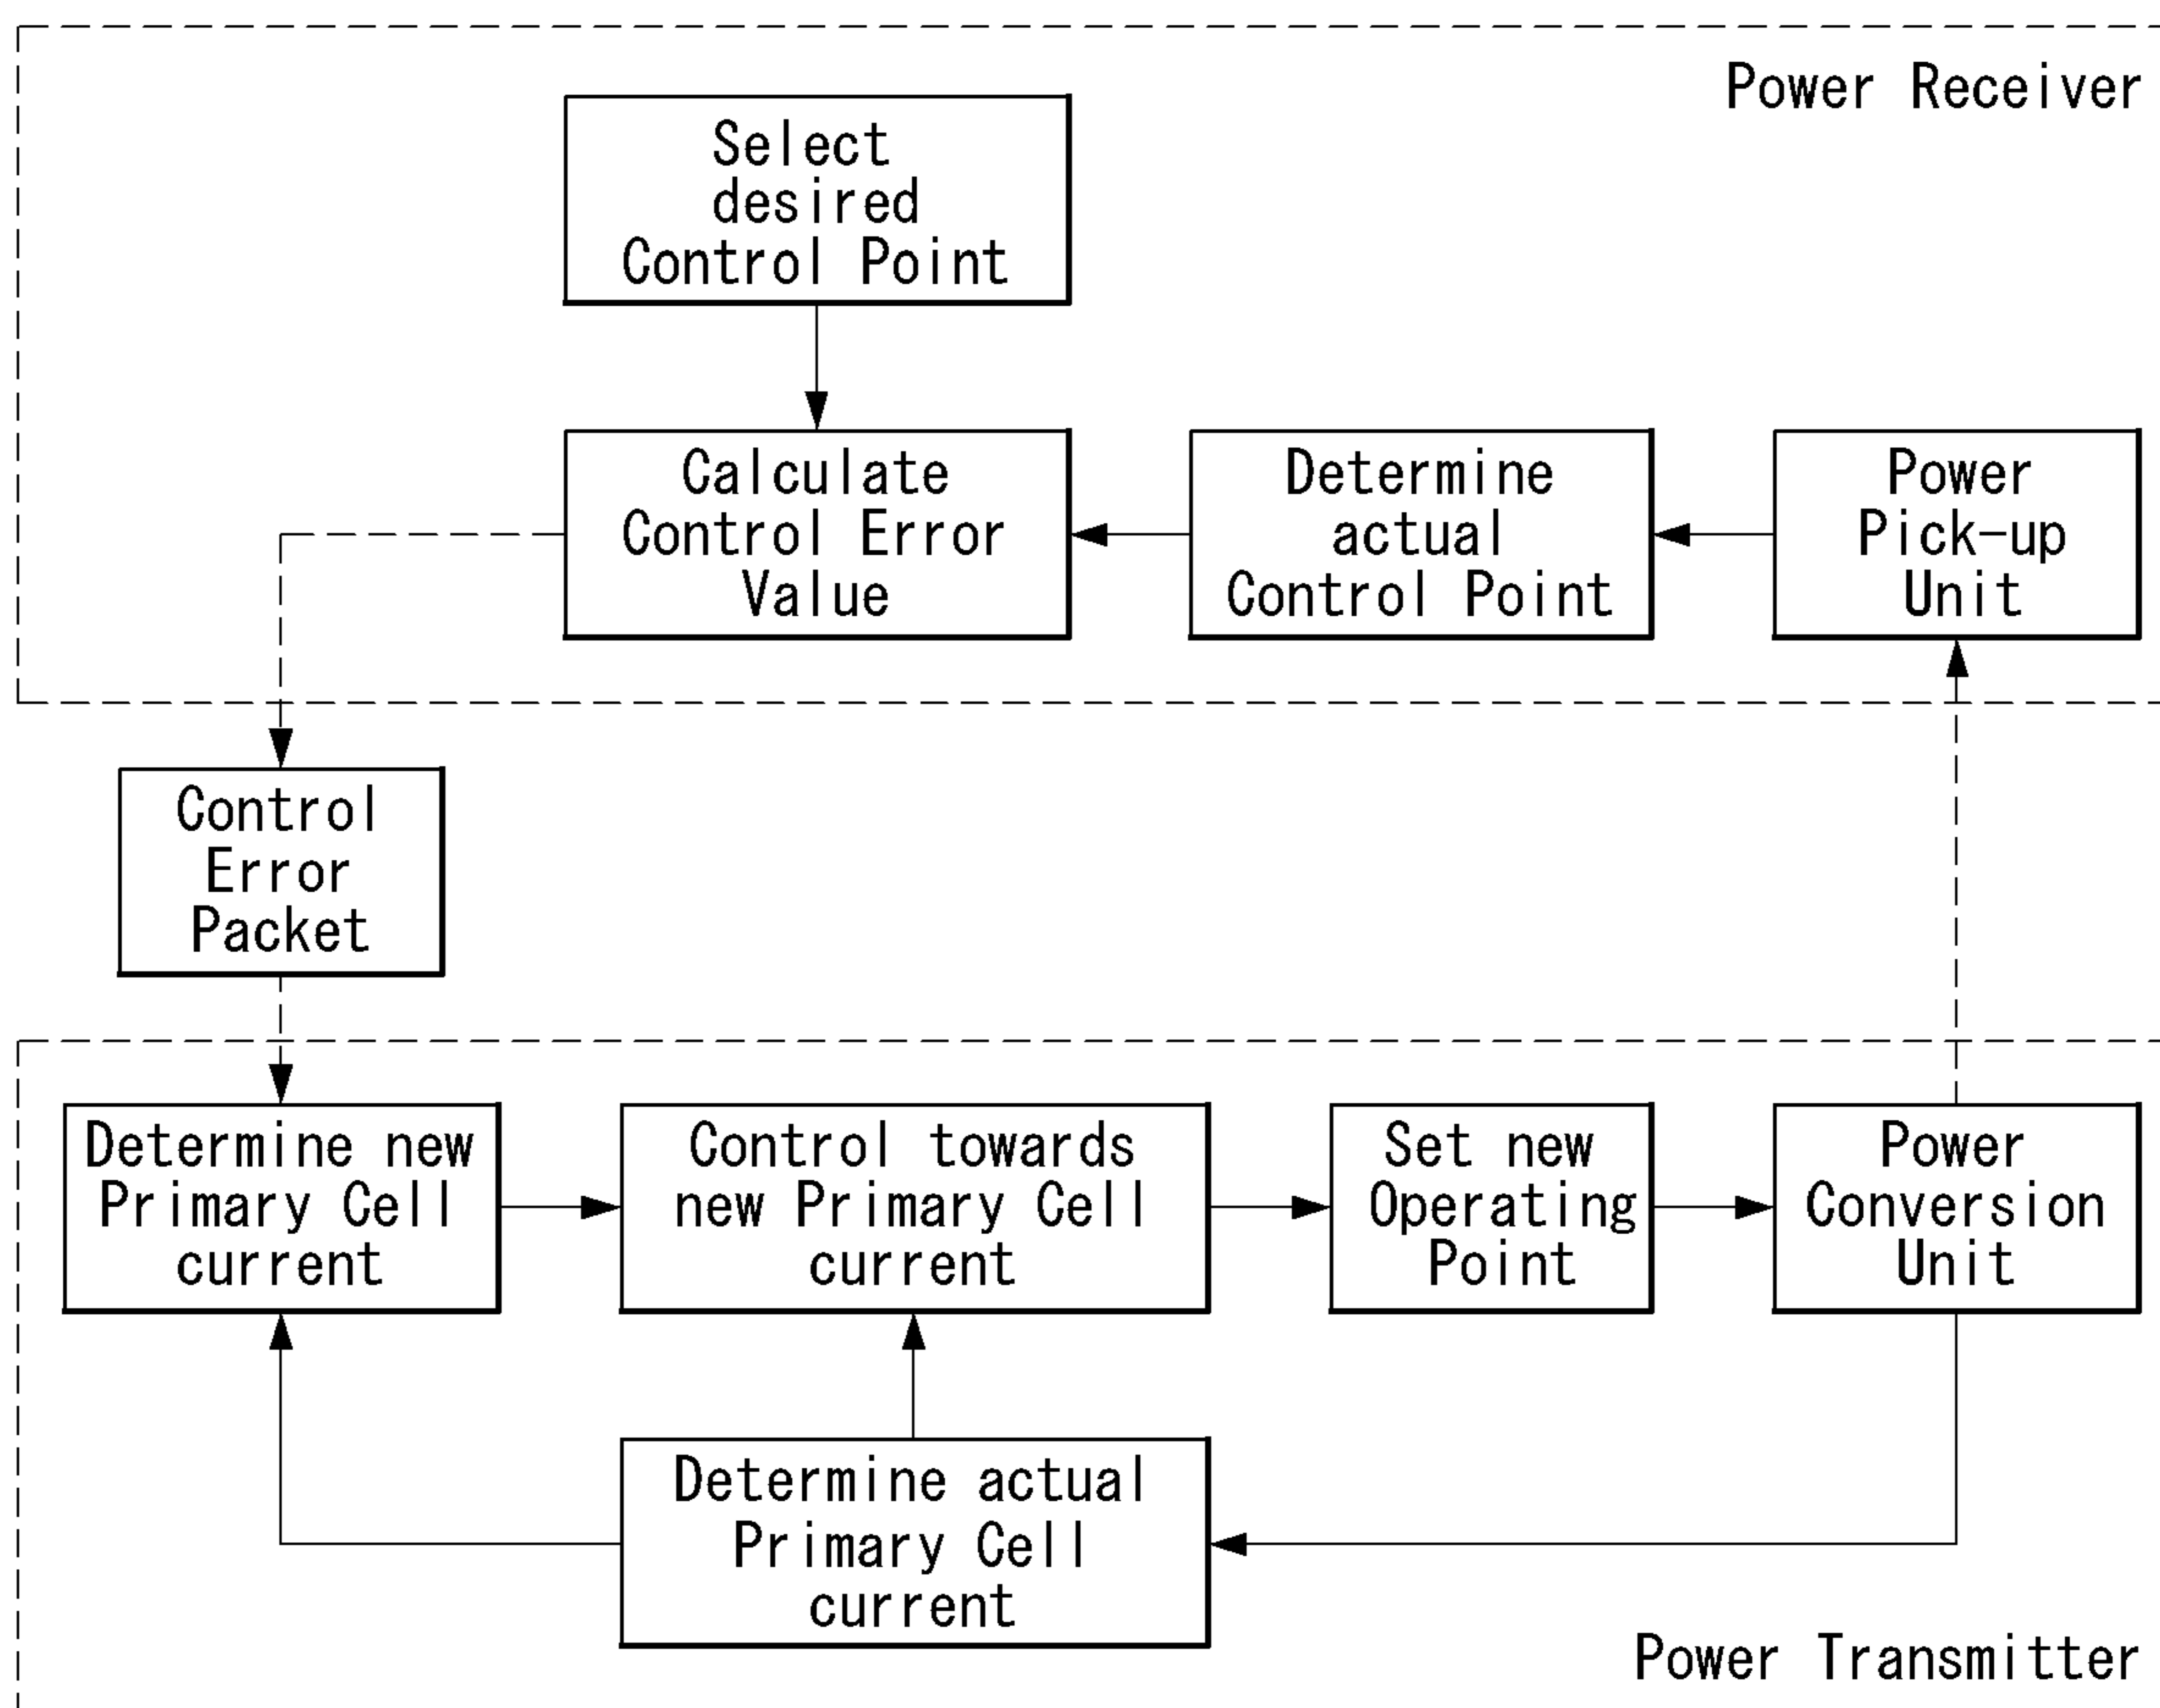 Power Receiver
Select
desired
Control Point
Calculate
Control Error
Value
Determine
actual
Control Point
Power
Pick-up
Unit
Control
Error
Packet
Determine new
Primary Cell
current
Control towards
new Primary Cell
current
Set new
Operating
Point
Power
Conversion
Unit
Determine actual
Primary Cell
current
Power Transmitter